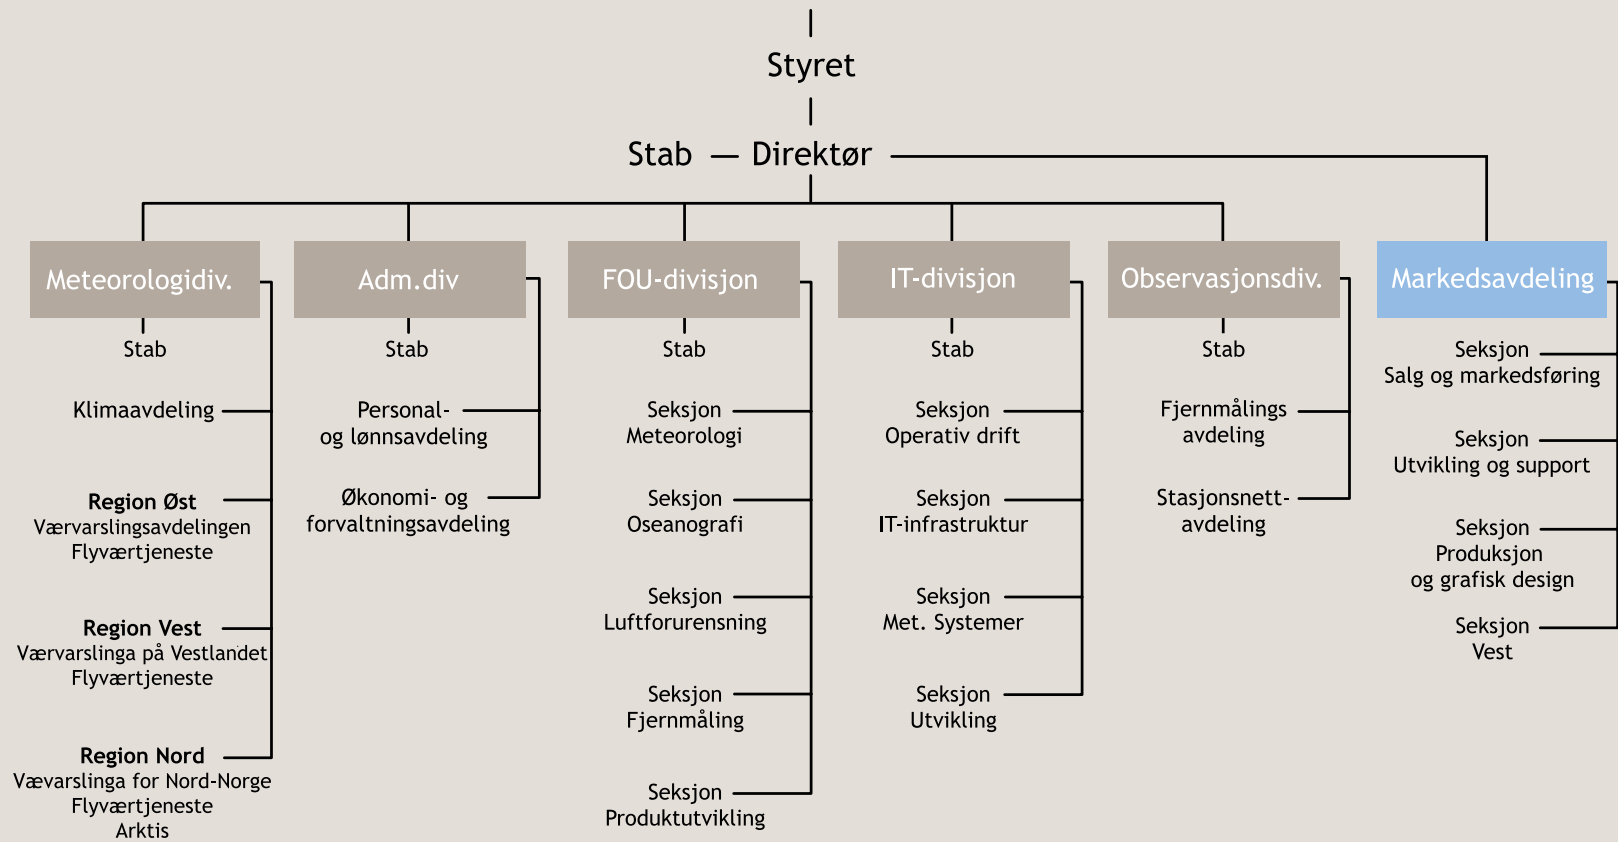 Styret
Stab
Direktør
Meteorologidiv.
Stab
Klimaavdeling
Region Øst
Værvarslingsavdelingen
Flyværtjeneste
Region Vest
Værvarslinga på Vestlandet
Flyværtjeneste
Region Nord
Vævarslinga for Nord-Norge
Flyværtjeneste
Arktis
Adm.div
Stab
Personal-
og lønnsavdeling
Økonomi- og
forvaltningsavdeling
FOU-divisjon
Stab
Seksjon
Meteorologi
Seksjon
Oseanografi
Seksjon
Luftforurensning
Seksjon
Fjernmåling
Seksjon
Produktutvikling
IT-divisjon
Stab
Seksjon
Operativ drift
Seksjon
IT-infrastruktur
Seksjon
Met. Systemer
Seksjon
Utvikling
Observasjonsdiv.
Stab
Fjernmålings
avdeling
Stasjonsnett-
avdeling
Markedsavdeling
Seksjon
Salg og markedsføring
Seksjon
Utvikling og support
Seksjon
Produksjon
og grafisk design
Seksjon
Vest